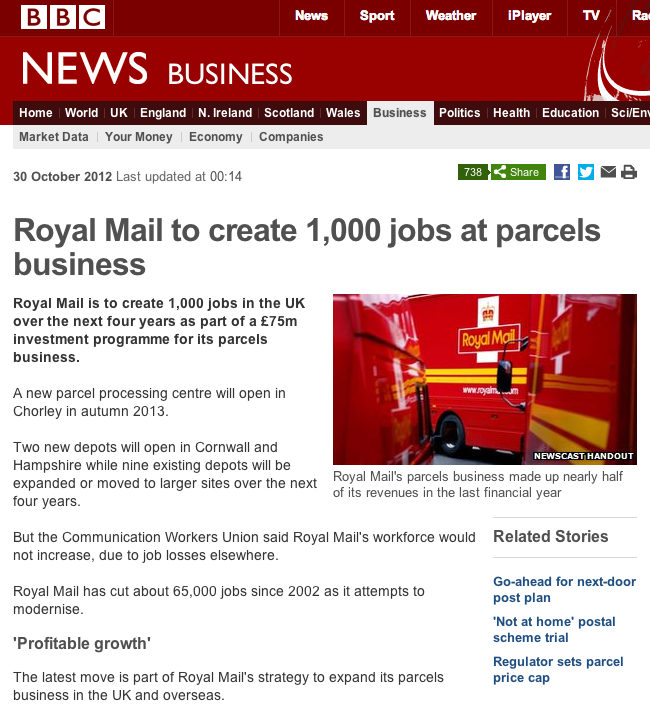 BBC News Sport Weather iPlayer TV
NEWS BUSINESS
Home World UK England N. Ireland Scotland Wales Business Politics Health Education Sci/Env
Market Data Your Money Economy Companies
30 October 2012 Last updated at 00:14
738 Share
Royal Mail to create 1,000 jobs at parcels
business
Royal Mail is to create 1,000 jobs in the UK
over the next four years as part of a £75m
investment programme for its parcels
business.
A new parcel processing centre will open in
Chorley in autumn 2013.
Two new depots will open in Cornwall and
Hampshire while nine existing depots will be
expanded or moved to larger sites over the next
four years.
Royal Mail
www.royalm
NEWSCAST HANDOUT
Royal Mail's parcels business made up nearly half
of its revenues in the last financial year
But the Communication Workers Union said Royal Mail's workforce would
not increase, due to job losses elsewhere.
Royal Mail has cut about 65,000 jobs since 2002 as it attempts to
modernise.
'Profitable growth'
The latest move is part of Royal Mail's strategy to expand its parcels
business in the UK and overseas.
Related Stories
Go-ahead for next-door
post plan
'Not at home' postal
scheme trial
Regulator sets parcel
price cap